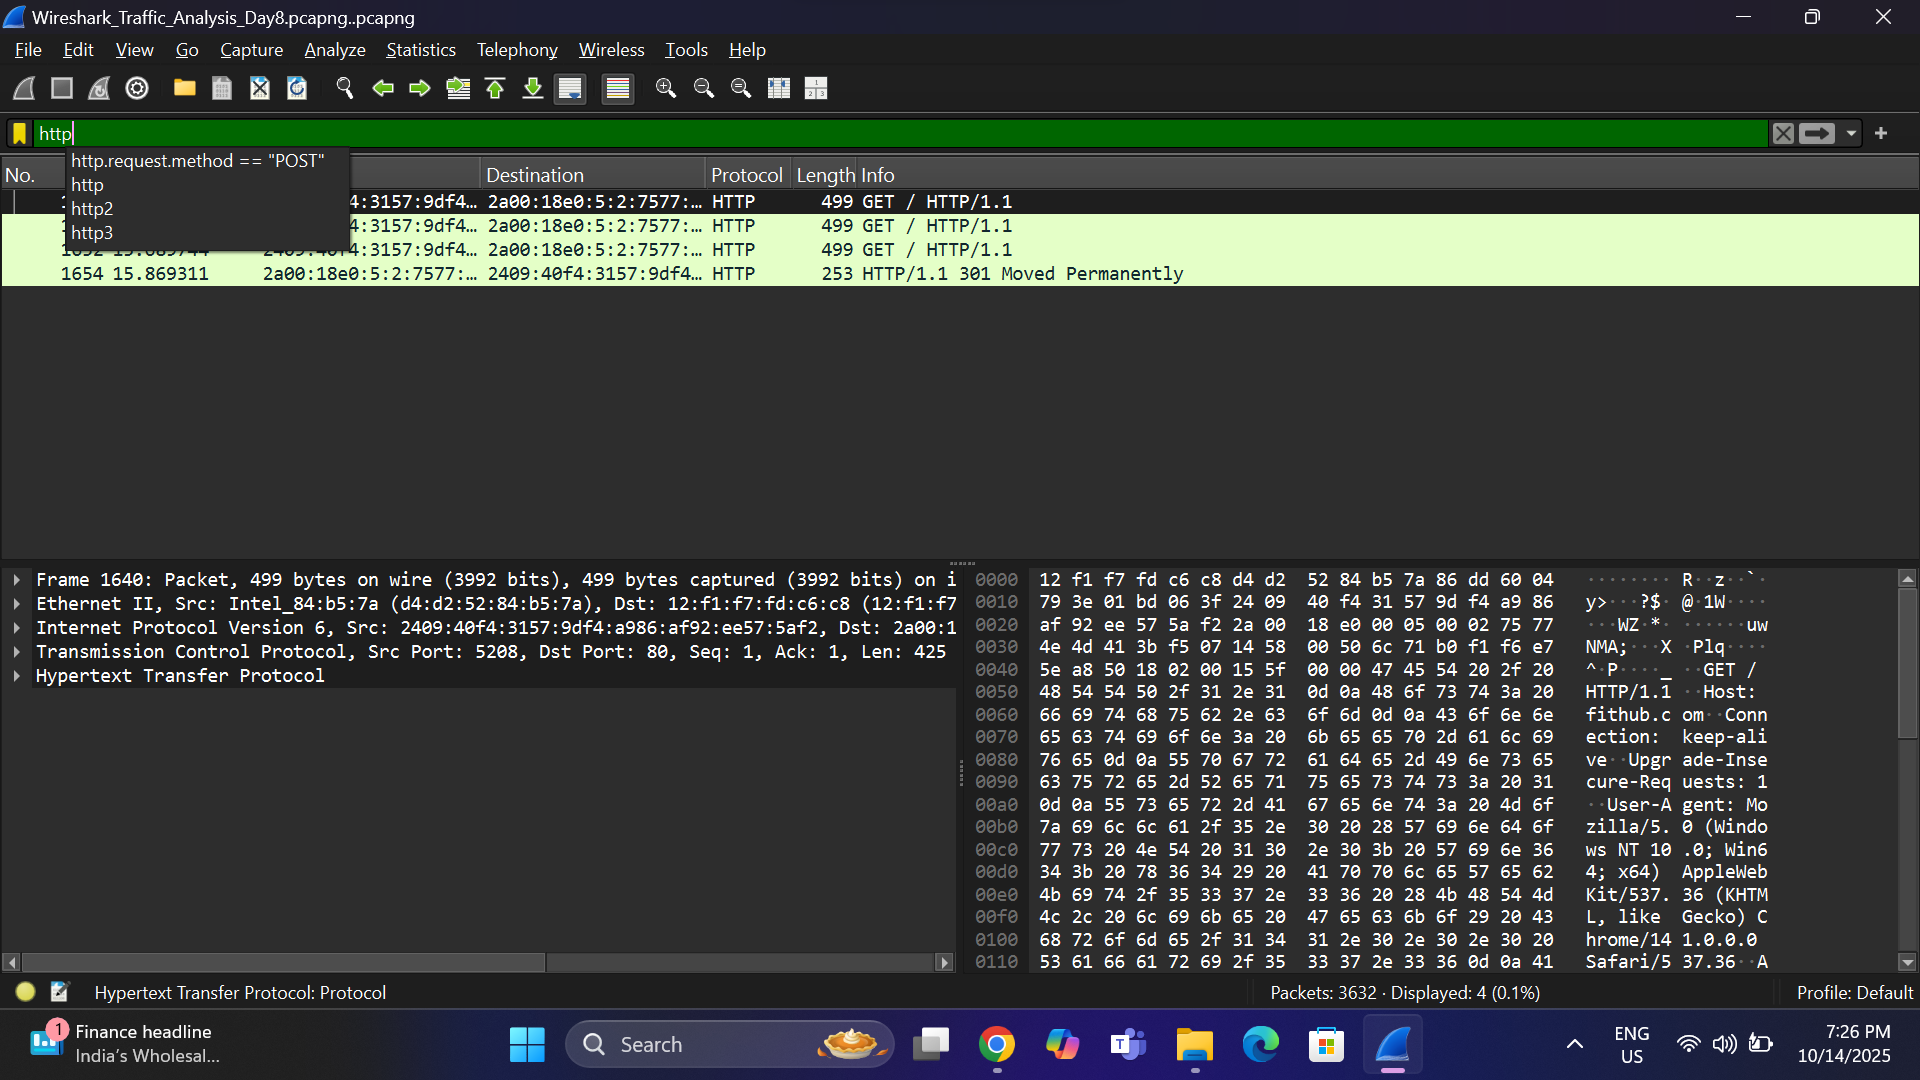 Wireshark_Traffic_Analysis_Day8.pcapng..pcapng
File Edit View Go Capture Analyze Statistics Telephony Wireless Tools Help
http
http.request.method == "POST"
http
http2
http3
No. Destination Protocol Length Info
4:3157:9df4… 2a00:18e0:5:2:7577:… HTTP 499 GET / HTTP/1.1
4:3157:9df4… 2a00:18e0:5:2:7577:… HTTP 499 GET / HTTP/1.1
1652 15.689744 2409:40f4:3157:9df4… 2a00:18e0:5:2:7577:… HTTP 499 GET / HTTP/1.1
1654 15.869311 2a00:18e0:5:2:7577:… 2409:40f4:3157:9df4… HTTP 253 HTTP/1.1 301 Moved Permanently
Frame 1640: Packet, 499 bytes on wire (3992 bits), 499 bytes captured (3992 bits) on i
Ethernet II, Src: Intel_84:b5:7a (d4:d2:52:84:b5:7a), Dst: 12:f1:f7:fd:c6:c8 (12:f1:f7
Internet Protocol Version 6, Src: 2409:40f4:3157:9df4:a986:af92:ee57:5af2, Dst: 2a00:1
Transmission Control Protocol, Src Port: 5208, Dst Port: 80, Seq: 1, Ack: 1, Len: 425
Hypertext Transfer Protocol
0000 12 f1 f7 fd c6 c8 d4 d2 52 84 b5 7a 86 dd 60 04 ········ R··z··`·
0010 79 3e 01 bd 06 3f 24 09 40 f4 31 57 9d f4 a9 86 y>···?$· @·1W····
0020 af 92 ee 57 5a f2 2a 00 18 e0 00 05 00 02 75 77 ···WZ·*· ······uw
0030 4e 4d 41 3b f5 07 14 58 00 50 6c 71 b0 f1 f6 e7 NMA;···X ·Plq····
0040 5e a8 50 18 02 00 15 5f 00 00 47 45 54 20 2f 20 ^·P····_ ··GET /
0050 48 54 54 50 2f 31 2e 31 0d 0a 48 6f 73 74 3a 20 HTTP/1.1 ··Host:
0060 66 69 74 68 75 62 2e 63 6f 6d 0d 0a 43 6f 6e 6e fithub.c om··Conn
0070 65 63 74 69 6f 6e 3a 20 6b 65 65 70 2d 61 6c 69 ection: keep-ali
0080 76 65 0d 0a 55 70 67 72 61 64 65 2d 49 6e 73 65 ve··Upgr ade-Inse
0090 63 75 72 65 2d 52 65 71 75 65 73 74 73 3a 20 31 cure-Req uests: 1
00a0 0d 0a 55 73 65 72 2d 41 67 65 6e 74 3a 20 4d 6f ··User-A gent: Mo
00b0 7a 69 6c 6c 61 2f 35 2e 30 20 28 57 69 6e 64 6f zilla/5. 0 (Windo
00c0 77 73 20 4e 54 20 31 30 2e 30 3b 20 57 69 6e 36 ws NT 10 .0; Win6
00d0 34 3b 20 78 36 34 29 20 41 70 70 6c 65 57 65 62 4; x64) AppleWeb
00e0 4b 69 74 2f 35 33 37 2e 33 36 20 28 4b 48 54 4d Kit/537. 36 (KHTM
00f0 4c 2c 20 6c 69 6b 65 20 47 65 63 6b 6f 29 20 43 L, like Gecko) C
0100 68 72 6f 6d 65 2f 31 34 31 2e 30 2e 30 2e 30 20 hrome/14 1.0.0.0
0110 53 61 66 61 72 69 2f 35 33 37 2e 33 36 0d 0a 41 Safari/5 37.36··A
Hypertext Transfer Protocol: Protocol
Packets: 3632 · Displayed: 4 (0.1%)
Profile: Default
1
Finance headline
India's Wholesal...
Search
ENG
US
7:26 PM
10/14/2025